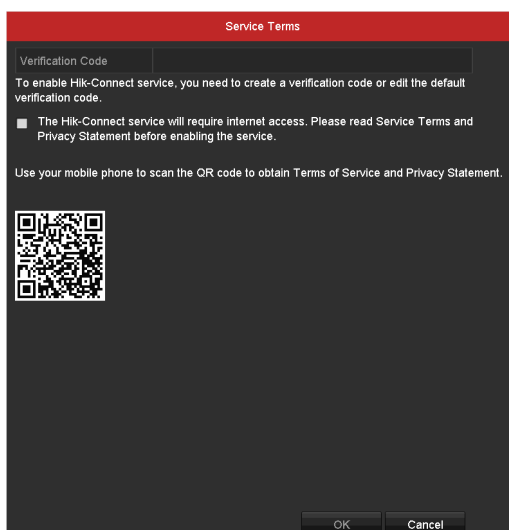 Service Terms
Verification Code
To enable Hik-Connect service, you need to create a verification code or edit the default
verification code.
The Hik-Connect service will require internet access. Please read Service Terms and
Privacy Statement before enabling the service.
Use your mobile phone to scan the QR code to obtain Terms of Service and Privacy Statement.
OK
Cancel